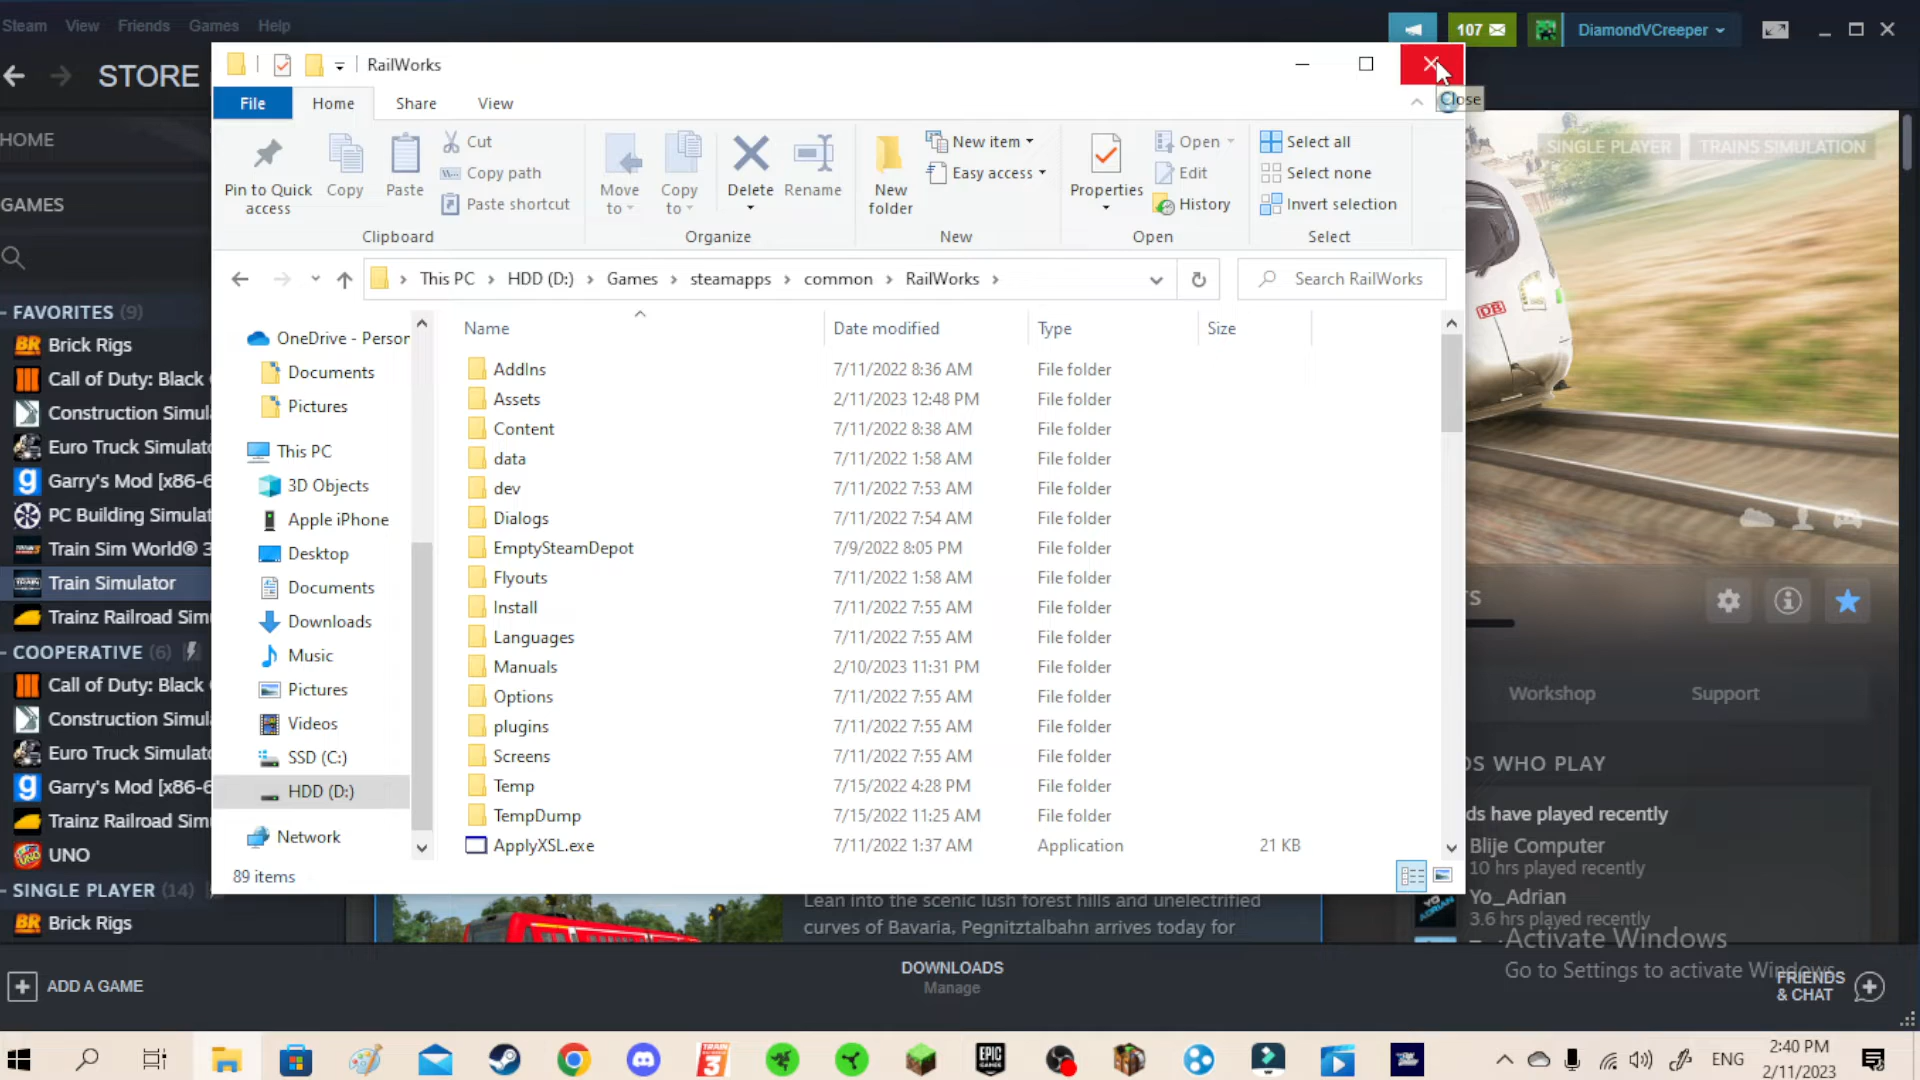 Steam View Friends Games Help
107
DiamondVCreeper
STORE
RailWorks
Close
File Home Share View
HOME
GAMES
Pin to Quick access
Copy
Paste
Cut
Copy path
Paste shortcut
Clipboard
Move to
Copy to
Delete
Rename
Organize
New folder
New item
Easy access
New
Properties
Open
Edit
History
Open
Select all
Select none
Invert selection
Select
SINGLE PLAYER TRAINS SIMULATION
This PC HDD (D:) Games steamapps common RailWorks
Search RailWorks
FAVORITES (9)
Brick Rigs
Call of Duty: Black
Construction Simul
Euro Truck Simulato
Garry's Mod [x86-6
PC Building Simulat
Train Sim World® 3
Train Simulator
Trainz Railroad Sim
COOPERATIVE (6)
Call of Duty: Black
Construction Simul
Euro Truck Simulato
Garry's Mod [x86-6
Trainz Railroad Sim
UNO
SINGLE PLAYER (14)
Brick Rigs
OneDrive - Person
Documents
Pictures
This PC
3D Objects
Apple iPhone
Desktop
Documents
Downloads
Music
Pictures
Videos
SSD (C:)
HDD (D:)
Network
Name Date modified Type Size
AddIns 7/11/2022 8:36 AM File folder
Assets 2/11/2023 12:48 PM File folder
Content 7/11/2022 8:38 AM File folder
data 7/11/2022 1:58 AM File folder
dev 7/11/2022 7:53 AM File folder
Dialogs 7/11/2022 7:54 AM File folder
EmptySteamDepot 7/9/2022 8:05 PM File folder
Flyouts 7/11/2022 1:58 AM File folder
Install 7/11/2022 7:55 AM File folder
Languages 7/11/2022 7:55 AM File folder
Manuals 2/10/2023 11:31 PM File folder
Options 7/11/2022 7:55 AM File folder
plugins 7/11/2022 7:55 AM File folder
Screens 7/11/2022 7:55 AM File folder
Temp 7/15/2022 4:28 PM File folder
TempDump 7/15/2022 11:25 AM File folder
ApplyXSL.exe 7/11/2022 1:37 AM Application 21 KB
89 items
DB
TS
Workshop Support
DS WHO PLAY
ds have played recently
Blije Computer
10 hrs played recently
Yo_Adrian
3.6 hrs played recently
Lean into the scenic lush forest hills and unelectrified
curves of Bavaria, Pegnitztalbahn arrives today for
Activate Windows
Go to Settings to activate Windows.
ADD A GAME
DOWNLOADS
Manage
FRIENDS
& CHAT
ENG
2:40 PM
2/11/2023